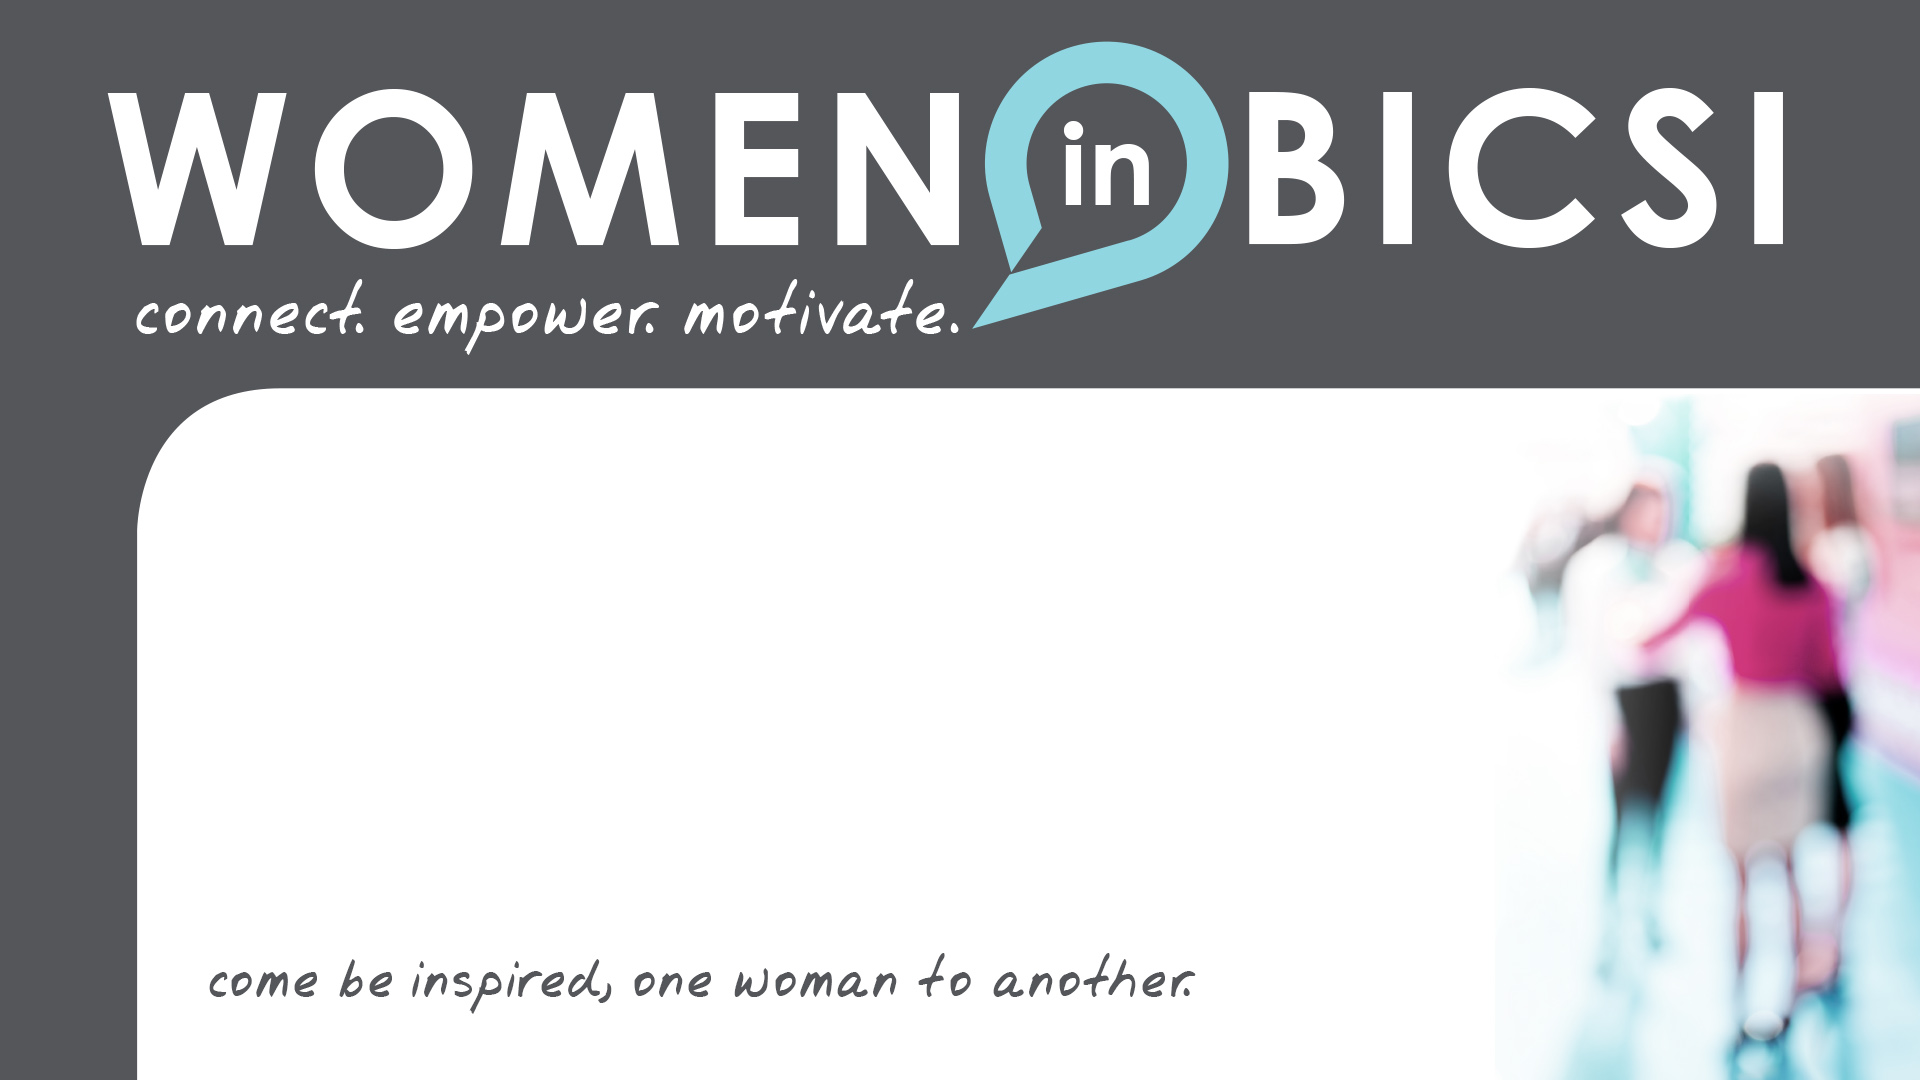 WOMEN in BICSI
connect. empower. motivate.
come be inspired, one woman to another.